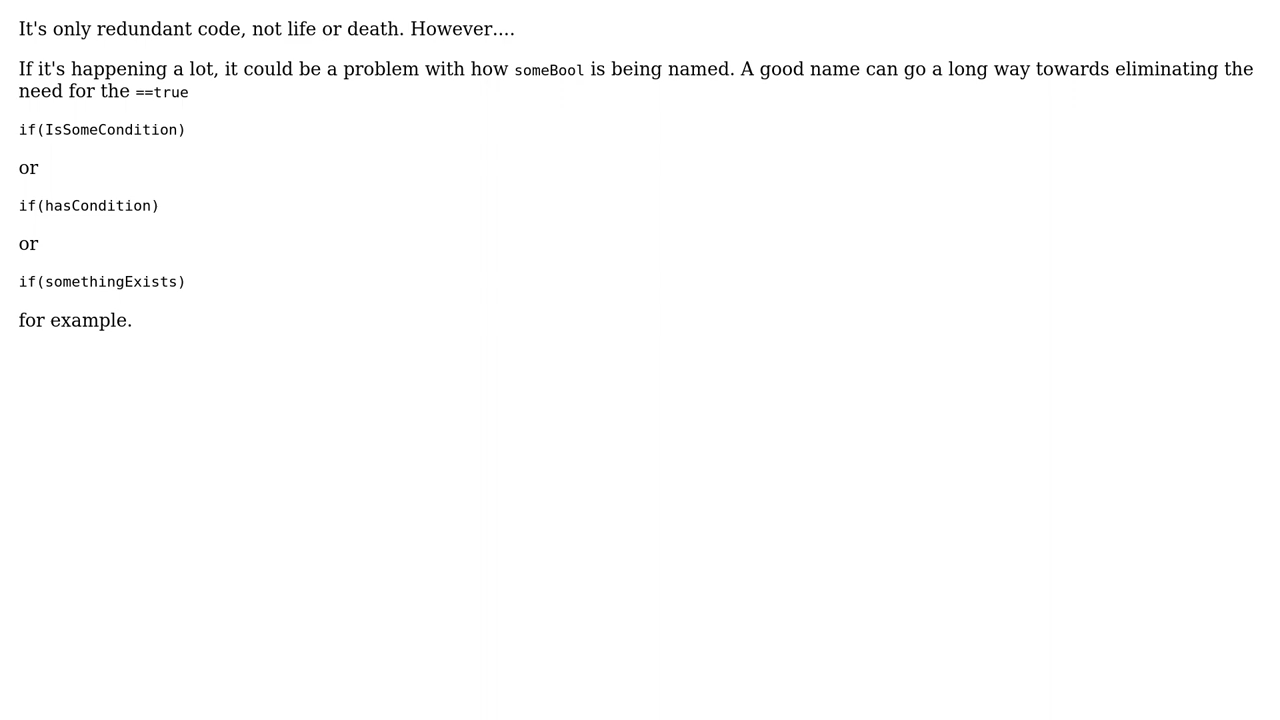 It's only redundant code, not life or death. However....
If it's happening a lot, it could be a problem with how someBool is being named. A good name can go a long way towards eliminating the
need for the ==true
if(IsSomeCondition)
or
if(hasCondition)
or
if(somethingExists)
for example.